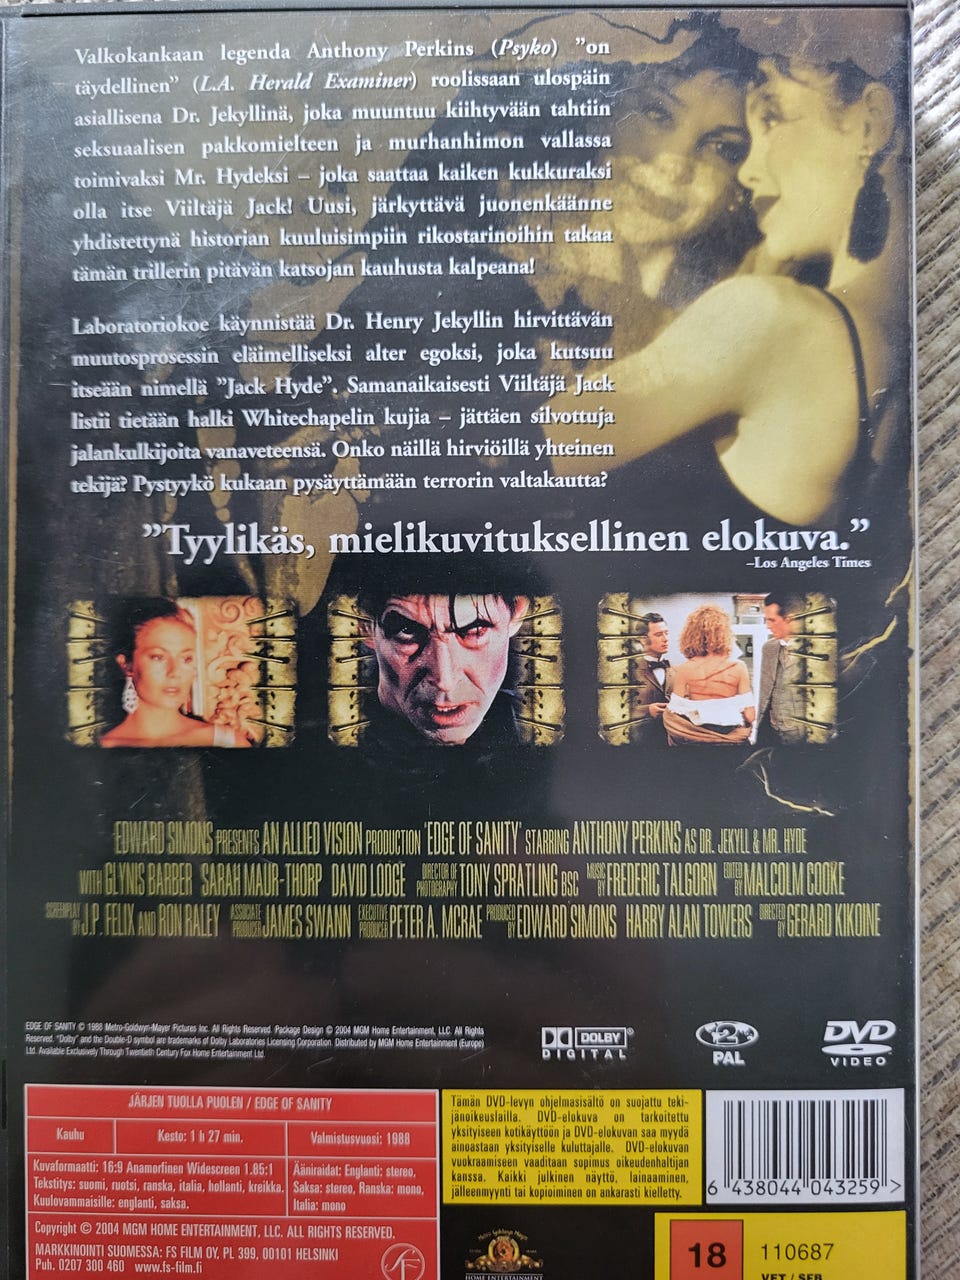 Valkokankaan legenda Anthony Perkins (Psyko) ”on
täydellinen” (L.A. Herald Examiner) roolissaan ulospäin
asiallisena Dr. Jekyllinä, joka muuntuu kiihtyvään tahtiin
seksuaalisen pakkomielteen ja murhanhimon vallassa
toimivaksi Mr. Hydeksi – joka saattaa kaiken kukkuraksi
olla itse Viiltäjä Jack! Uusi, järkyttävä juonenkäänne
yhdistettynä historian kuuluisimpiin rikostarinoihin takaa
tämän trillerin pitävän katsojan kauhusta kalpeana!
Laboratoriokoe käynnistää Dr. Henry Jekyllin hirvittävän
muutosprosessin eläimelliseksi alter egoksi, joka kutsuu
itseään nimellä ”Jack Hyde”. Samanaikaisesti Viiltäjä Jack
listii tietään halki Whitechapelin kujia – jättäen silvottuja
jalankulkijoita vanaveteensä. Onko näillä hirviöillä yhteinen
tekijä? Pystyykö kukaan pysäyttämään terrorin valtakautta?
”Tyylikäs, mielikuvituksellinen elokuva.”
–Los Angeles Times
EDWARD SIMONS PRESENTS AN ALLIED VISION PRODUCTION 'EDGE OF SANITY' STARRING ANTHONY PERKINS AS DR. JEKYLL & MR. HYDE
WITH GLYNIS BARBER SARAH MAUR-THORP DAVID LODGE DIRECTOR OF PHOTOGRAPHY TONY SPRATLING BSC MUSIC BY FREDERIC TALGORN EDITED BY MALCOLM COOKE
SCREENPLAY BY J.P. FELIX AND RON RALEY ASSOCIATE PRODUCER JAMES SWANN EXECUTIVE PRODUCER PETER A. MCRAE PRODUCED BY EDWARD SIMONS HARRY ALAN TOWERS DIRECTED BY GERARD KIKOINE
EDGE OF SANITY © 1988 Metro-Goldwyn-Mayer Pictures Inc. All Rights Reserved. Package Design © 2004 MGM Home Entertainment, LLC. All Rights
Reserved. "Dolby" and the Double-D symbol are trademarks of Dolby Laboratories Licensing Corporation. Distributed by MGM Home Entertainment (Europe)
Ltd. Available Exclusively Through Twentieth Century Fox Home Entertainment Ltd.
DOLBY
DIGITAL
2
PAL
DVD
VIDEO
JÄRJEN TUOLLA PUOLEN / EDGE OF SANITY
Kauhu
Kesto: 1 h 27 min.
Valmistusvuosi: 1988
Kuvaformaatti: 16:9 Anamorfinen Widescreen 1.85:1
Tekstitys: suomi, ruotsi, ranska, italia, hollanti, kreikka.
Kuulovammaisille: englanti, saksa.
Ääniraidat: Englanti: stereo,
Saksa: stereo, Ranska: mono,
Italia: mono
Copyright © 2004 MGM HOME ENTERTAINMENT, LLC. ALL RIGHTS RESERVED.
MARKKINOINTI SUOMESSA: FS FILM OY, PL 399, 00101 HELSINKI
Puh. 0207 300 460 www.fs-film.fi
Tämän DVD-levyn ohjelmasisältö on suojattu teki-
jänoikeuslailla. DVD-elokuva on tarkoitettu
yksityiseen kotikäyttöön ja DVD-elokuvan saa myydä
ainoastaan yksityiselle kuluttajalle. DVD-elokuvan
vuokraamiseen vaaditaan sopimus oikeudenhaltijan
kanssa. Kaikki julkinen näyttö, lainaaminen,
jälleenmyynti tai kopioiminen on ankarasti kielletty.
6 438044 043259 >
HOME ENTERTAINMENT
18
110687
VET / SFB